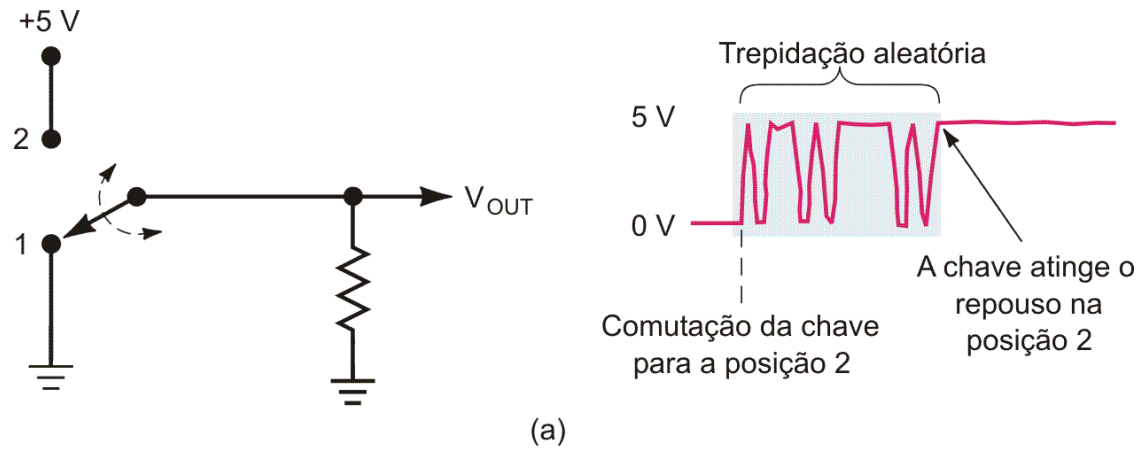 +5 V
2
1
V_OUT
Trepidação aleatória
5 V
0 V
Comutação da chave
para a posição 2
A chave atinge o
repouso na
posição 2
(a)